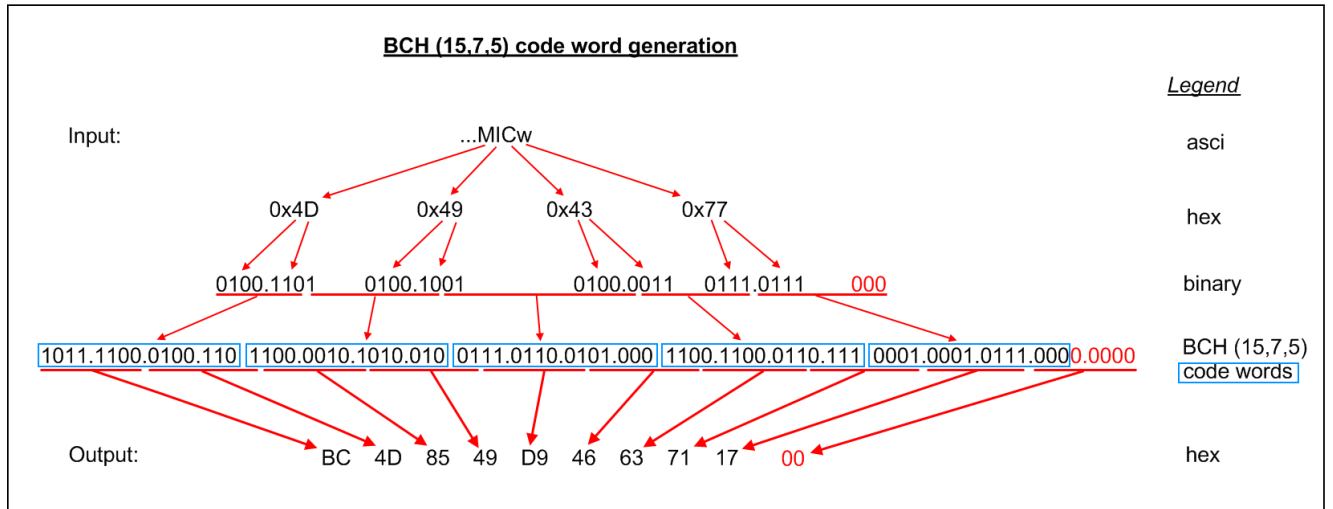 BCH (15,7,5) code word generation
Legend
Input: ...MICw asci
0x4D 0x49 0x43 0x77 hex
0100.1101 0100.1001 0100.0011 0111.0111 000 binary
1011.1100.0100.110 1100.0010.1010.010 0111.0110.0101.000 1100.1100.0110.111 0001.0001.0111.0000.0000 BCH (15,7,5)
code words
Output: BC 4D 85 49 D9 46 63 71 17 00 hex